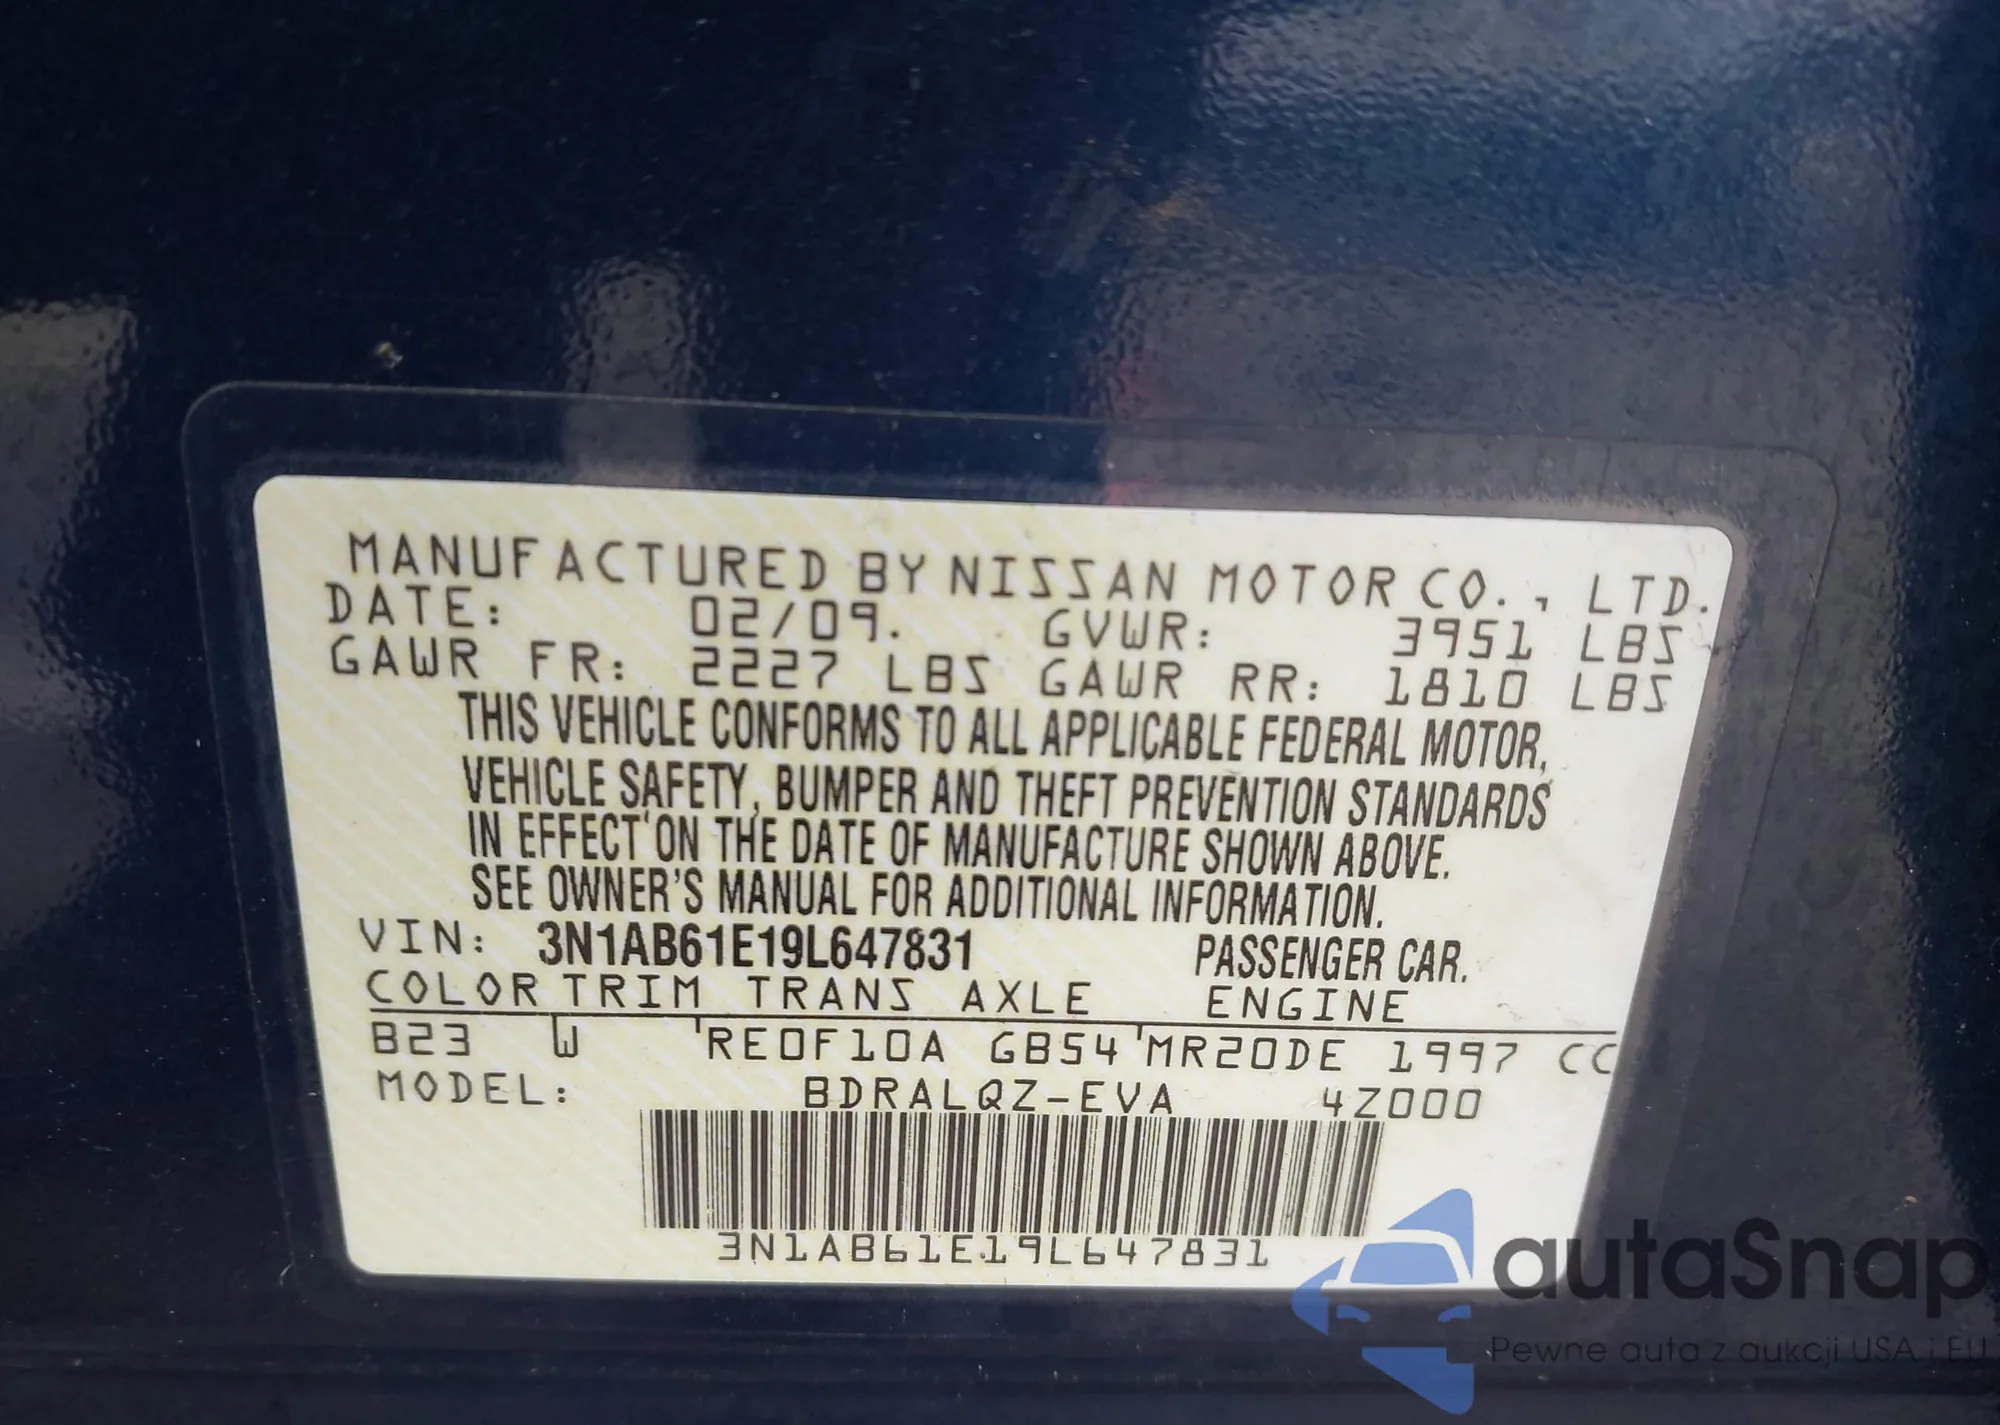 MANUFACTURED BY NISSAN MOTOR CO., LTD.
DATE: 02/09. GVWR: 3951 LBS
GAWR FR: 2227 LBS GAWR RR: 1810 LBS
THIS VEHICLE CONFORMS TO ALL APPLICABLE FEDERAL MOTOR,
VEHICLE SAFETY, BUMPER AND THEFT PREVENTION STANDARDS
IN EFFECT ON THE DATE OF MANUFACTURE SHOWN ABOVE.
SEE OWNER'S MANUAL FOR ADDITIONAL INFORMATION.
VIN: 3N1AB61E19L647831 PASSENGER CAR.
COLOR TRIM TRANS AXLE ENGINE
B23 W RE0F10A GB54 MR20DE 1997 CC
MODEL: BDRALQZ-EVA 4Z000
3N1AB61E19L647831
autaSnap
Pewne auta z aukcji USA i EU